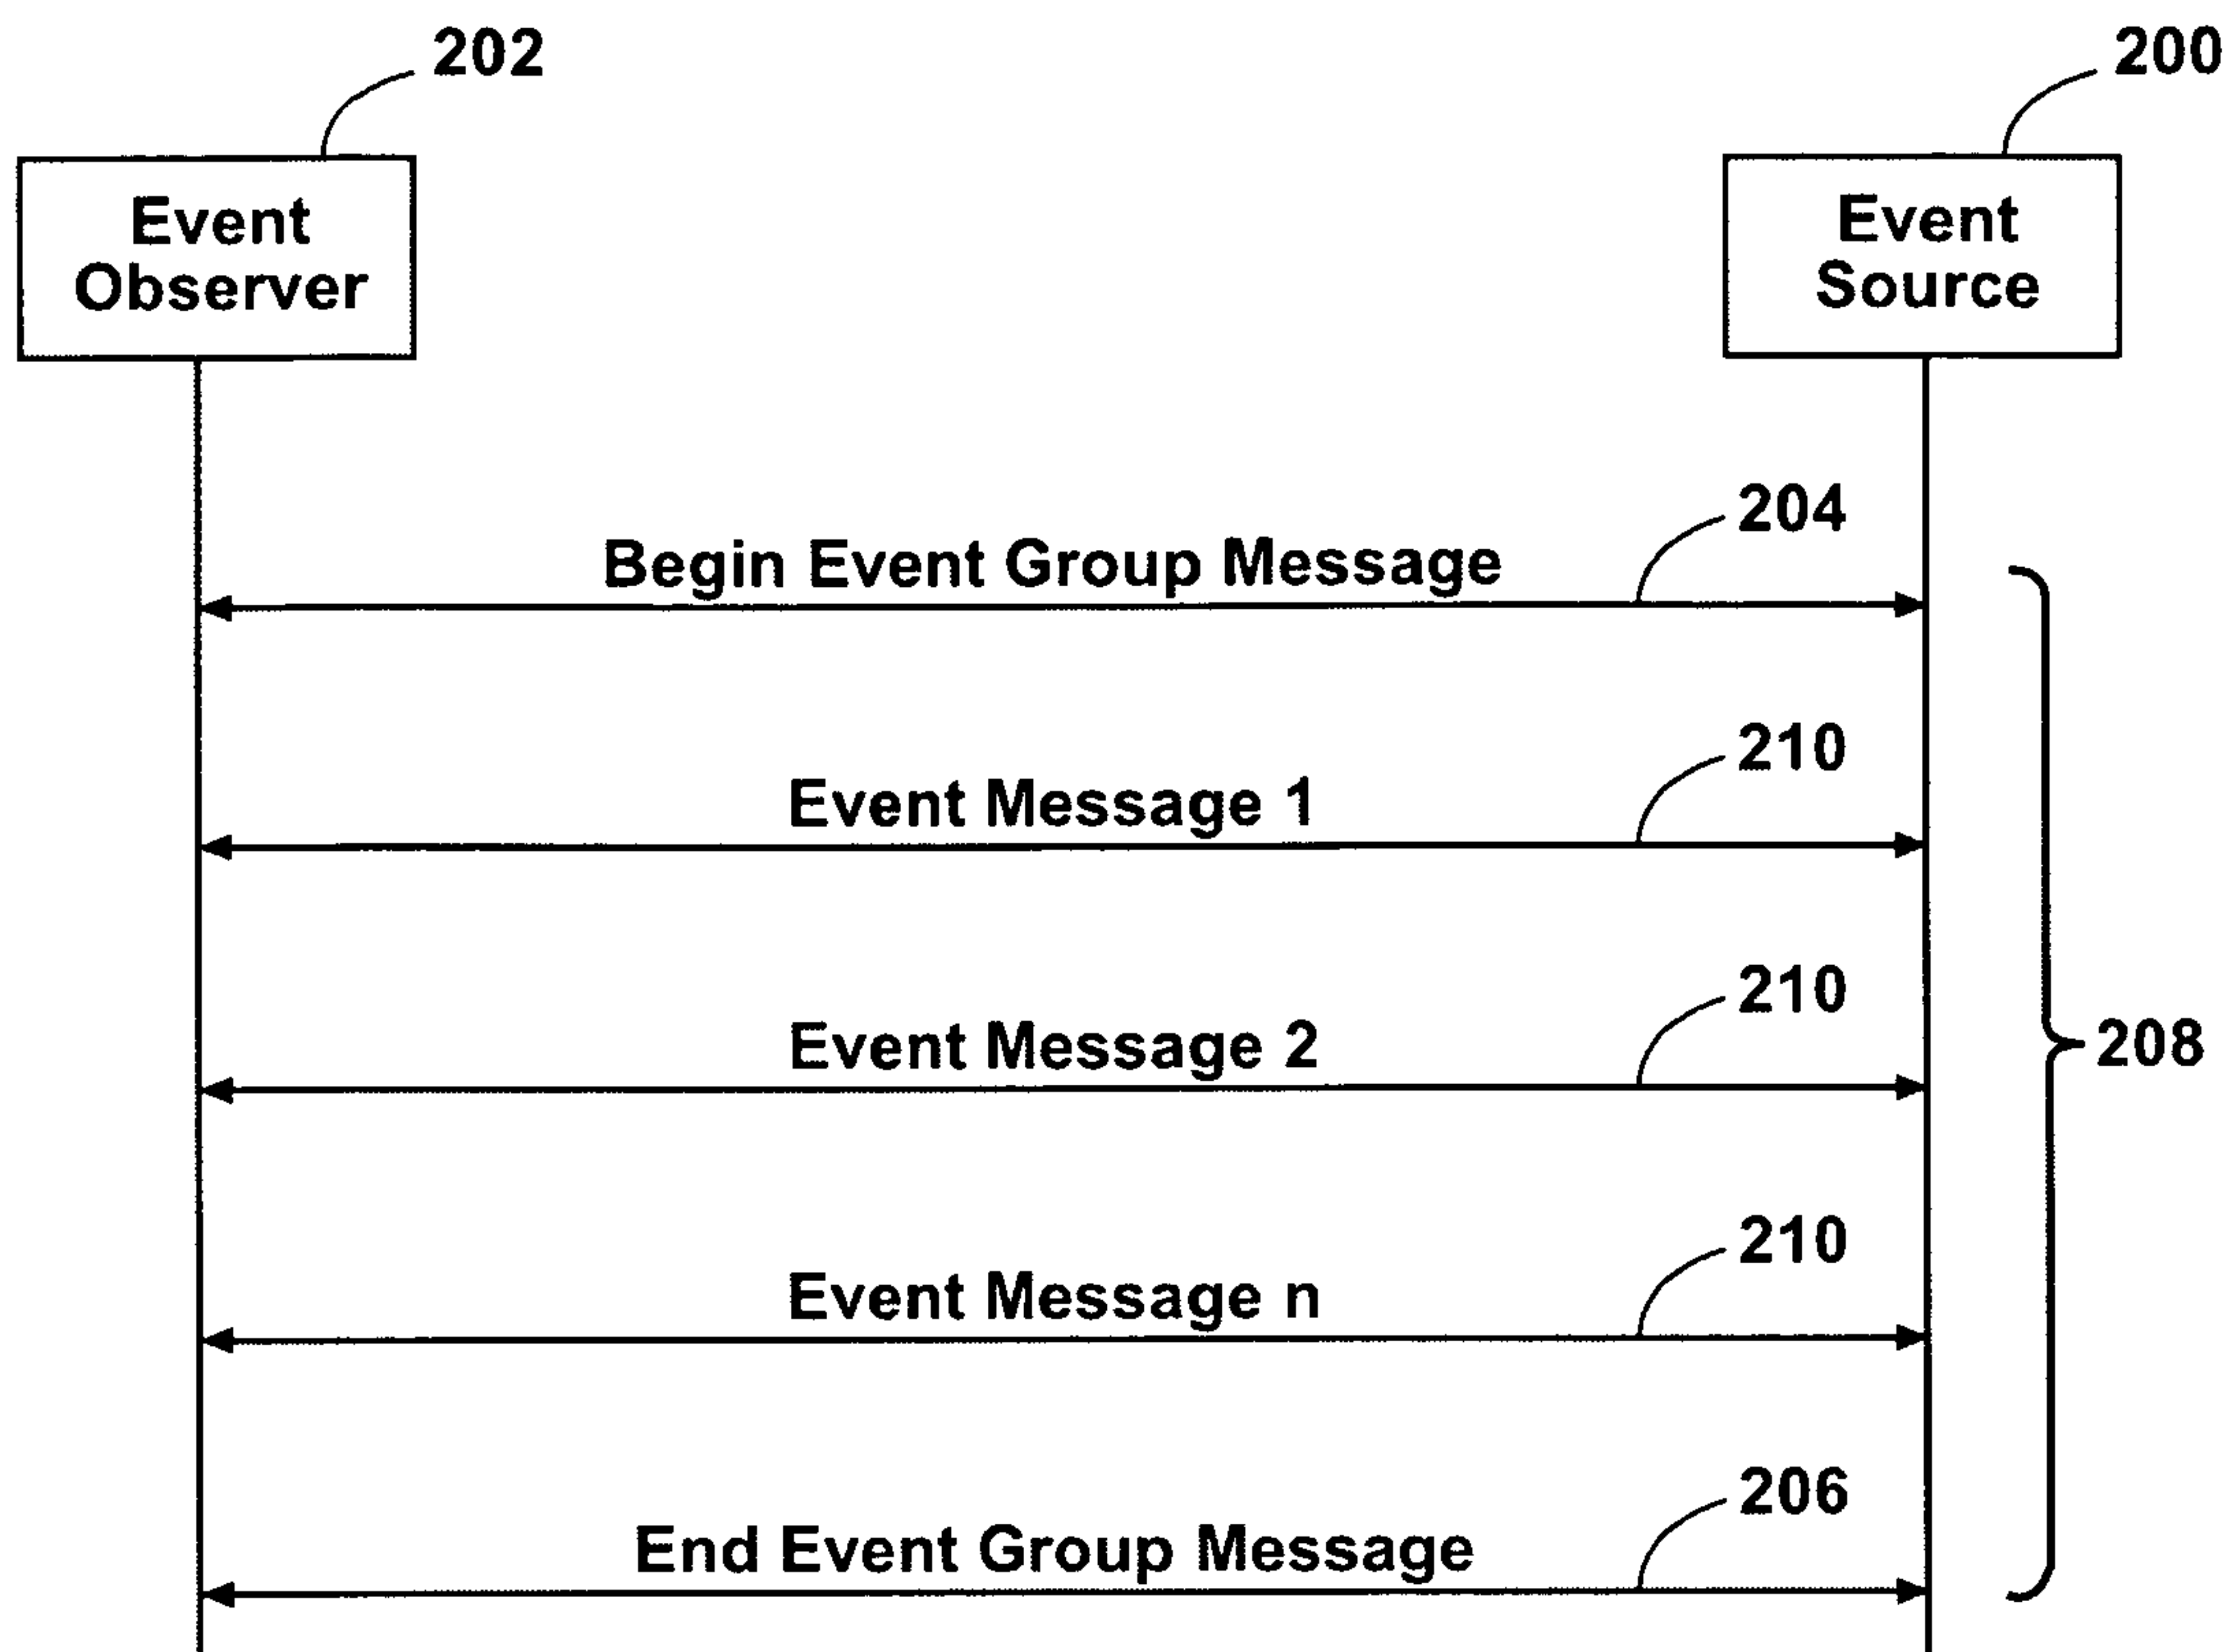 202
200
Event
Observer
Event
Source
204
Begin Event Group Message
210
Event Message 1
210
Event Message 2
208
210
Event Message n
206
End Event Group Message